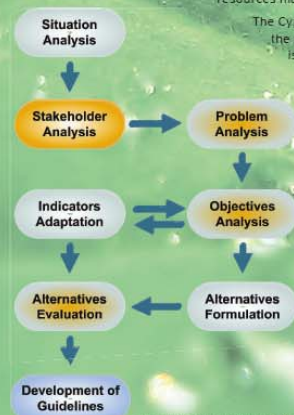 The Cy
the
is
Situation
Analysis
Stakeholder
Analysis
Problem
Analysis
Indicators
Adaptation
Objectives
Analysis
Alternatives
Evaluation
Alternatives
Formulation
Development of
Guidelines